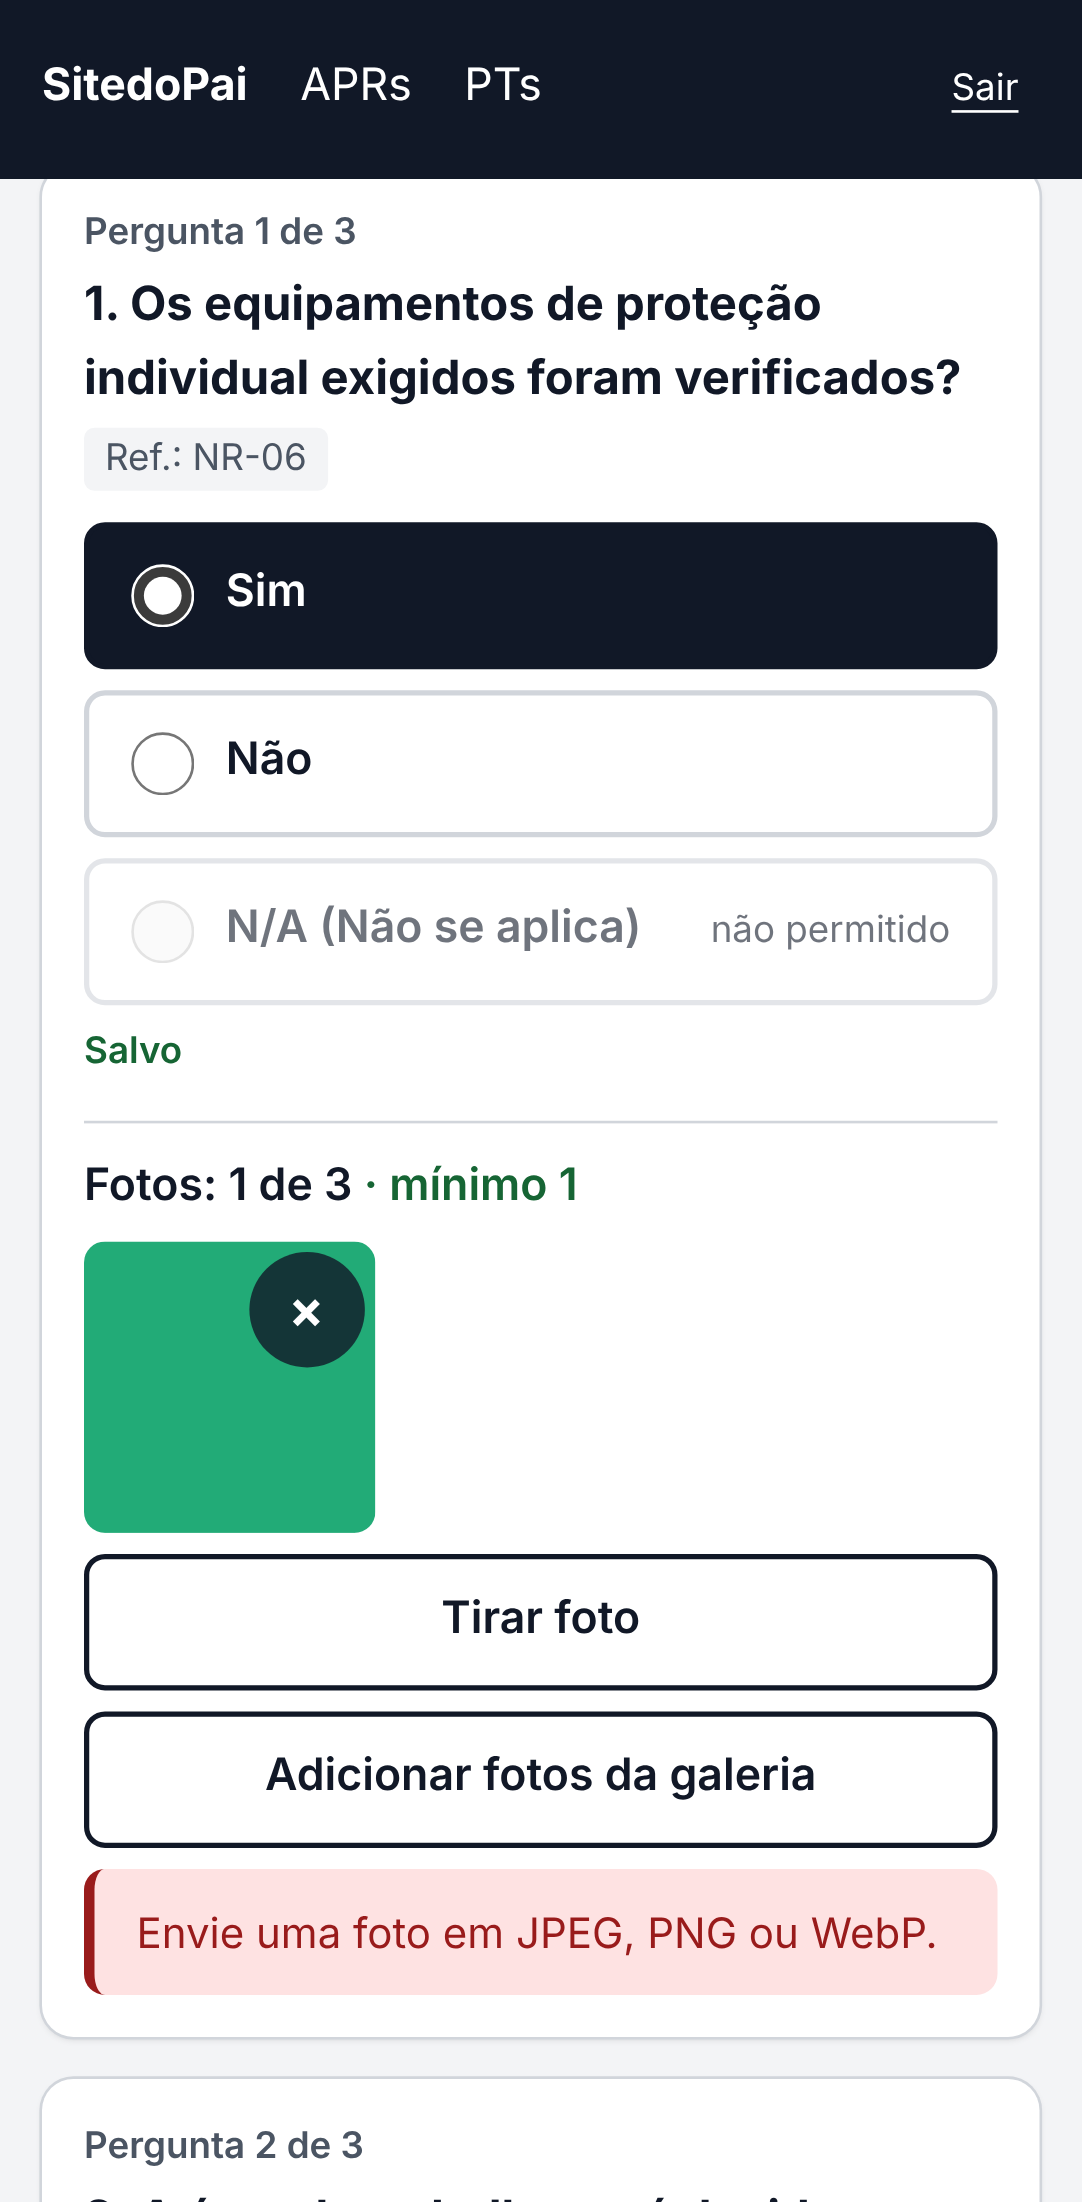 SitedoPai APRs PTs Sair
Pergunta 1 de 3
1. Os equipamentos de proteção
individual exigidos foram verificados?
Ref.: NR-06
Sim
Não
N/A (Não se aplica) não permitido
Salvo
Fotos: 1 de 3 · mínimo 1
×
Tirar foto
Adicionar fotos da galeria
Envie uma foto em JPEG, PNG ou WebP.
Pergunta 2 de 3